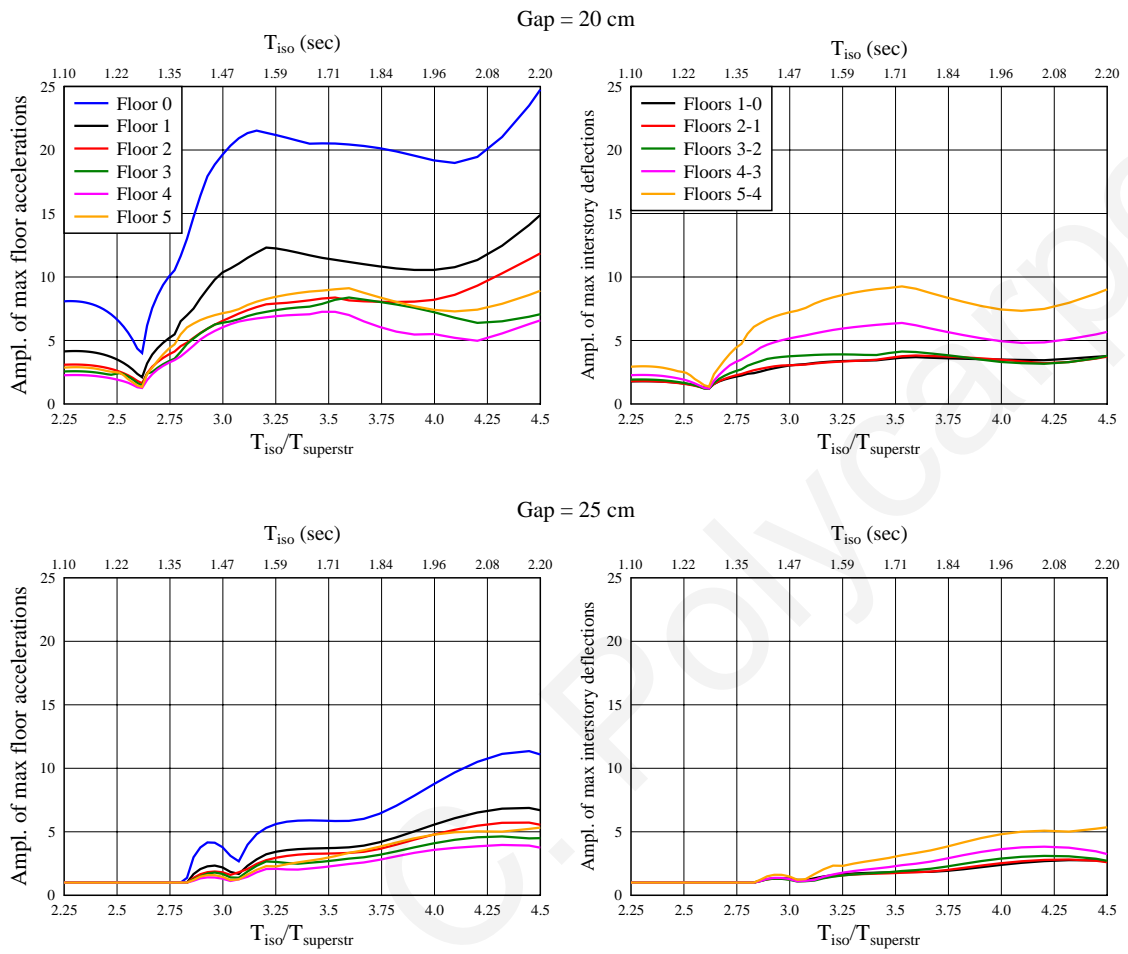 Gap = 20 cm
T_iso (sec)
1.10 1.22 1.35 1.47 1.59 1.71 1.84 1.96 2.08 2.20
25
20
15
10
5
0
Ampl. of max floor accelerations
Floor 0
Floor 1
Floor 2
Floor 3
Floor 4
Floor 5
2.25 2.5 2.75 3.0 3.25 3.5 3.75 4.0 4.25 4.5
T_iso/T_superstr
T_iso (sec)
1.10 1.22 1.35 1.47 1.59 1.71 1.84 1.96 2.08 2.20
25
20
15
10
5
0
Ampl. of max interstory deflections
Floors 1-0
Floors 2-1
Floors 3-2
Floors 4-3
Floors 5-4
2.25 2.5 2.75 3.0 3.25 3.5 3.75 4.0 4.25 4.5
T_iso/T_superstr
Gap = 25 cm
T_iso (sec)
1.10 1.22 1.35 1.47 1.59 1.71 1.84 1.96 2.08 2.20
25
20
15
10
5
0
Ampl. of max floor accelerations
2.25 2.5 2.75 3.0 3.25 3.5 3.75 4.0 4.25 4.5
T_iso/T_superstr
T_iso (sec)
1.10 1.22 1.35 1.47 1.59 1.71 1.84 1.96 2.08 2.20
25
20
15
10
5
0
Ampl. of max interstory deflections
2.25 2.5 2.75 3.0 3.25 3.5 3.75 4.0 4.25 4.5
T_iso/T_superstr
C. Polycarp